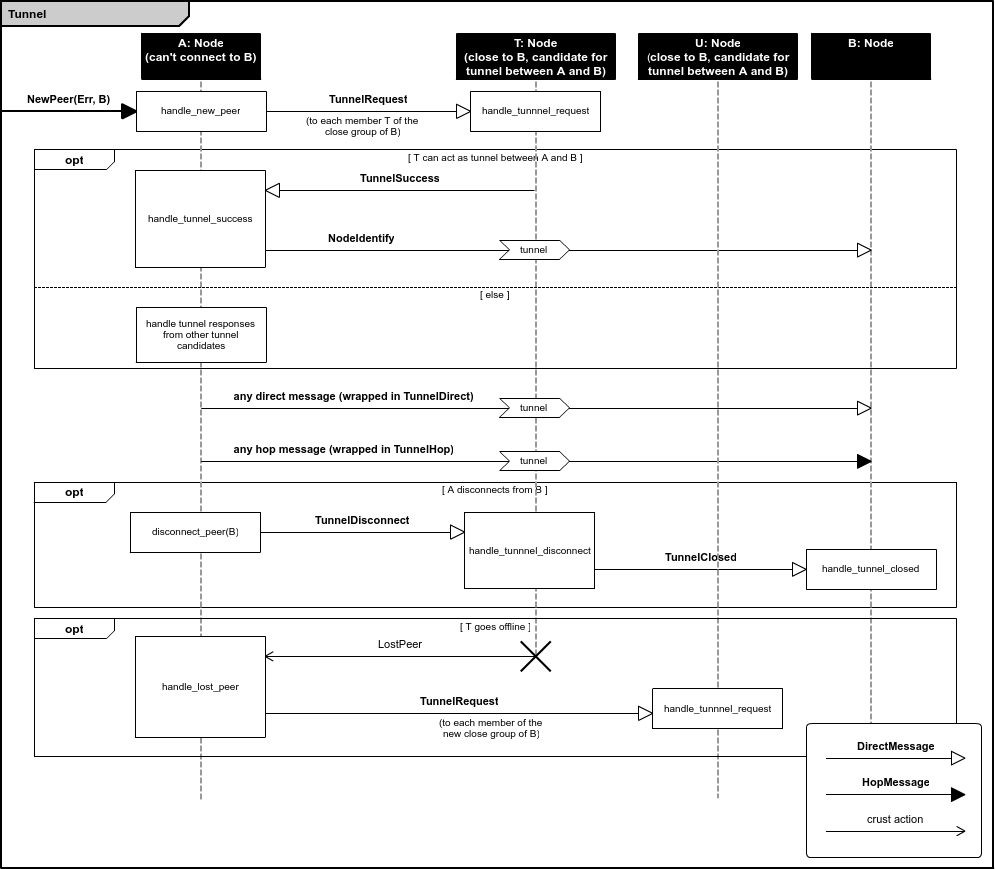 Tunnel
A: Node
(can't connect to B)
T: Node
(close to B, candidate for
tunnel between A and B)
U: Node
(close to B, candidate for
tunnel between A and B)
B: Node
NewPeer(Err, B)
handle_new_peer
TunnelRequest
(to each member T of the
close group of B)
handle_tunnnel_request
opt
[ T can act as tunnel between A and B ]
TunnelSuccess
handle_tunnel_success
NodeIdentify
tunnel
[ else ]
handle tunnel responses
from other tunnel
candidates
any direct message (wrapped in TunnelDirect)
tunnel
any hop message (wrapped in TunnelHop)
tunnel
opt
[ A disconnects from B ]
disconnect_peer(B)
TunnelDisconnect
handle_tunnnel_disconnect
TunnelClosed
handle_tunnel_closed
opt
[ T goes offline ]
LostPeer
handle_lost_peer
TunnelRequest
(to each member of the
new close group of B)
handle_tunnnel_request
DirectMessage
HopMessage
crust action